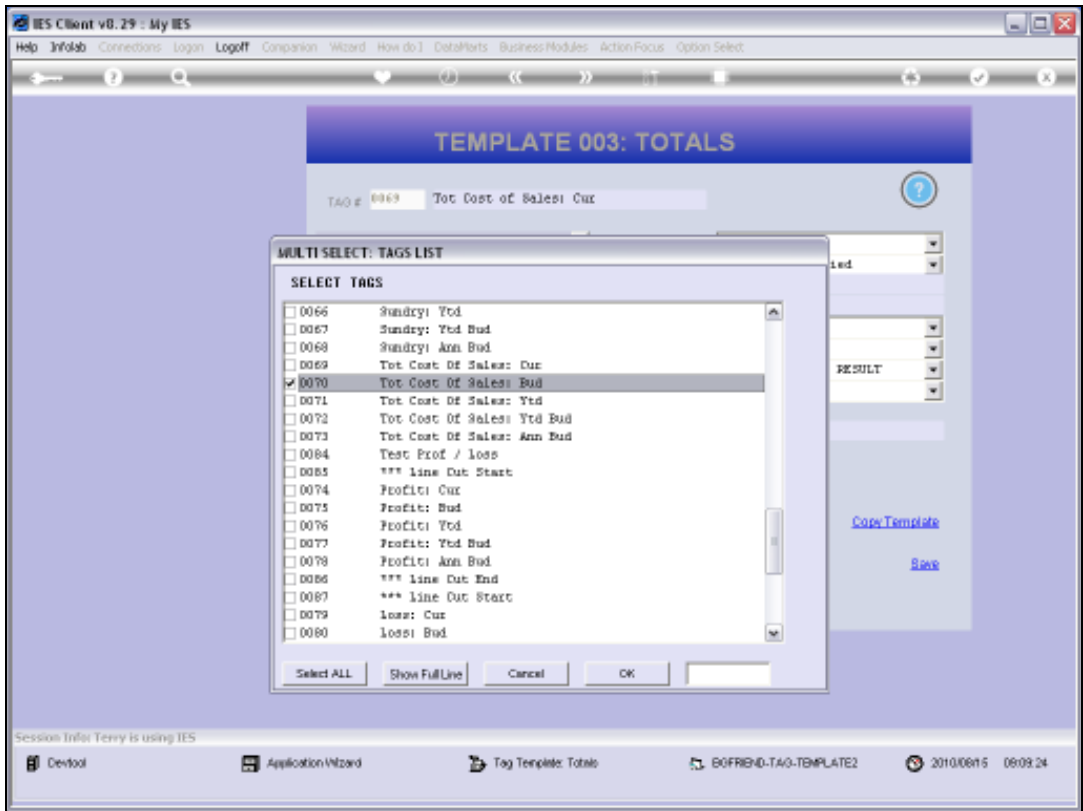 IES Client v8.29 : My IES
Help Infolab Connections Logon Logoff Companion Wizard How do I DataMarts Business Modules Action Focus Option Select
TEMPLATE 003: TOTALS
TAG # 0069 Tot Cost of Sales: Cur
MULTI SELECT: TAGS LIST
SELECT TAGS
0066 Sundry: Ytd
0067 Sundry: Ytd Bud
0068 Sundry: Ann Bud
0069 Tot Cost Of Sales: Cur
0070 Tot Cost Of Sales: Bud
0071 Tot Cost Of Sales: Ytd
0072 Tot Cost Of Sales: Ytd Bud
0073 Tot Cost Of Sales: Ann Bud
0084 Test Prof / Loss
0085 *** Line Cut Start
0074 Profit: Cur
0075 Profit: Bud
0076 Profit: Ytd
0077 Profit: Ytd Bud
0078 Profit: Ann Bud
0086 *** Line Cut End
0087 *** Line Cut Start
0079 Loss: Cur
0080 Loss: Bud
RESULT
Copy Template
Save
Select ALL Show Full Line Cancel OK
Session Info: Terry is using IES
Devtool Application Wizard Tag Template: Totals BGFRIEND-TAG-TEMPLATE2 2010/08/15 09:09:24